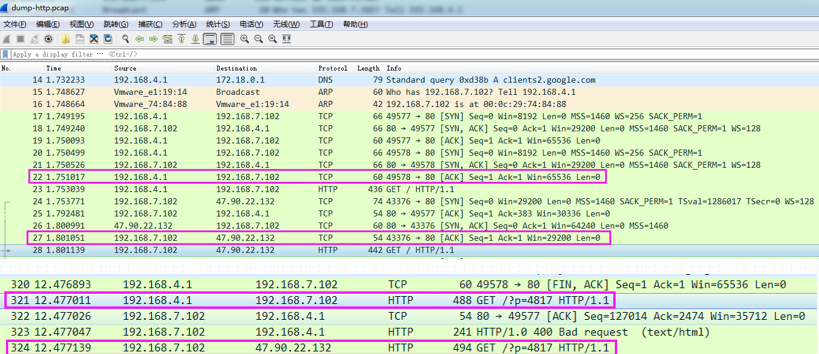 dump-http.pcap
文件(F) 编辑(E) 视图(V) 跳转(G) 捕获(C) 分析(A) 统计(S) 电话(Y) 无线(W) 工具(T) 帮助(H)
Apply a display filter ··· <Ctrl-/>
No. Time Source Destination Protocol Length Info
14 1.732233 192.168.4.1 172.18.0.1 DNS 79 Standard query 0xd38b A clients2.google.com
15 1.748627 Vmware_e1:19:14 Broadcast ARP 60 Who has 192.168.7.102? Tell 192.168.4.1
16 1.748664 Vmware_74:84:88 Vmware_e1:19:14 ARP 42 192.168.7.102 is at 00:0c:29:74:84:88
17 1.749195 192.168.4.1 192.168.7.102 TCP 66 49577 → 80 [SYN] Seq=0 Win=8192 Len=0 MSS=1460 WS=256 SACK_PERM=1
18 1.749240 192.168.7.102 192.168.4.1 TCP 66 80 → 49577 [SYN, ACK] Seq=0 Ack=1 Win=29200 Len=0 MSS=1460 SACK_PERM=1 WS=128
19 1.750093 192.168.4.1 192.168.7.102 TCP 60 49577 → 80 [ACK] Seq=1 Ack=1 Win=65536 Len=0
20 1.750499 192.168.4.1 192.168.7.102 TCP 66 49578 → 80 [SYN] Seq=0 Win=8192 Len=0 MSS=1460 WS=256 SACK_PERM=1
21 1.750526 192.168.7.102 192.168.4.1 TCP 66 80 → 49578 [SYN, ACK] Seq=0 Ack=1 Win=29200 Len=0 MSS=1460 SACK_PERM=1 WS=128
22 1.751017 192.168.4.1 192.168.7.102 TCP 60 49578 → 80 [ACK] Seq=1 Ack=1 Win=65536 Len=0
23 1.753039 192.168.4.1 192.168.7.102 HTTP 436 GET / HTTP/1.1
24 1.753771 192.168.7.102 47.90.22.132 TCP 74 43376 → 80 [SYN] Seq=0 Win=29200 Len=0 MSS=1460 SACK_PERM=1 TSval=1286017 TSecr=0 WS=128
25 1.792481 192.168.7.102 192.168.4.1 TCP 54 80 → 49577 [ACK] Seq=1 Ack=383 Win=30336 Len=0
26 1.800991 47.90.22.132 192.168.7.102 TCP 60 80 → 43376 [SYN, ACK] Seq=0 Ack=1 Win=64240 Len=0 MSS=1460
27 1.801051 192.168.7.102 47.90.22.132 TCP 54 43376 → 80 [ACK] Seq=1 Ack=1 Win=29200 Len=0
28 1.801139 192.168.7.102 47.90.22.132 HTTP 442 GET / HTTP/1.1
320 12.476893 192.168.4.1 192.168.7.102 TCP 60 49578 → 80 [FIN, ACK] Seq=1 Ack=1 Win=65536 Len=0
321 12.477011 192.168.4.1 192.168.7.102 HTTP 488 GET /?p=4817 HTTP/1.1
322 12.477026 192.168.7.102 192.168.4.1 TCP 54 80 → 49577 [ACK] Seq=127014 Ack=2474 Win=35712 Len=0
323 12.477047 192.168.7.102 192.168.4.1 HTTP 241 HTTP/1.0 400 Bad request (text/html)
324 12.477139 192.168.7.102 47.90.22.132 HTTP 494 GET /?p=4817 HTTP/1.1